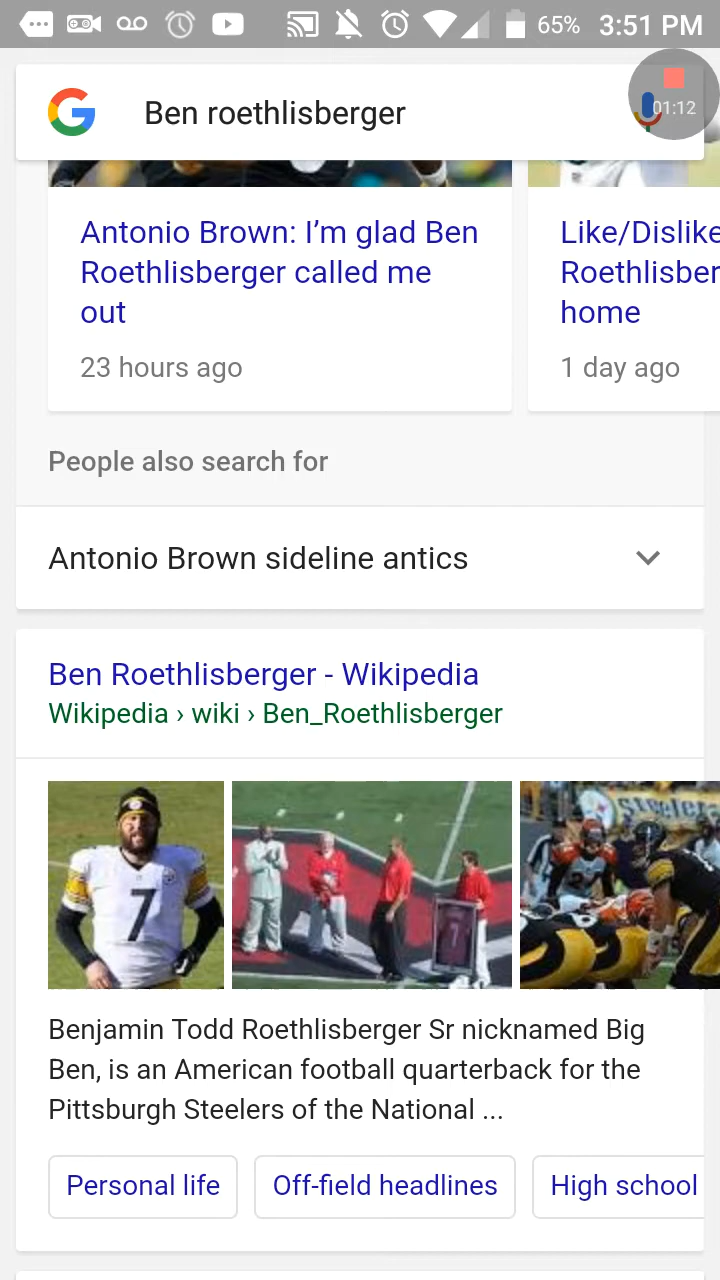 65% 3:51 PM
Ben roethlisberger
01:12
Antonio Brown: I’m glad Ben
Roethlisberger called me
out
23 hours ago
Like/Dislike
Roethlisber
home
1 day ago
People also search for
Antonio Brown sideline antics
Ben Roethlisberger - Wikipedia
Wikipedia › wiki › Ben_Roethlisberger
7
Steelers
Benjamin Todd Roethlisberger Sr nicknamed Big
Ben, is an American football quarterback for the
Pittsburgh Steelers of the National ...
Personal life
Off-field headlines
High school